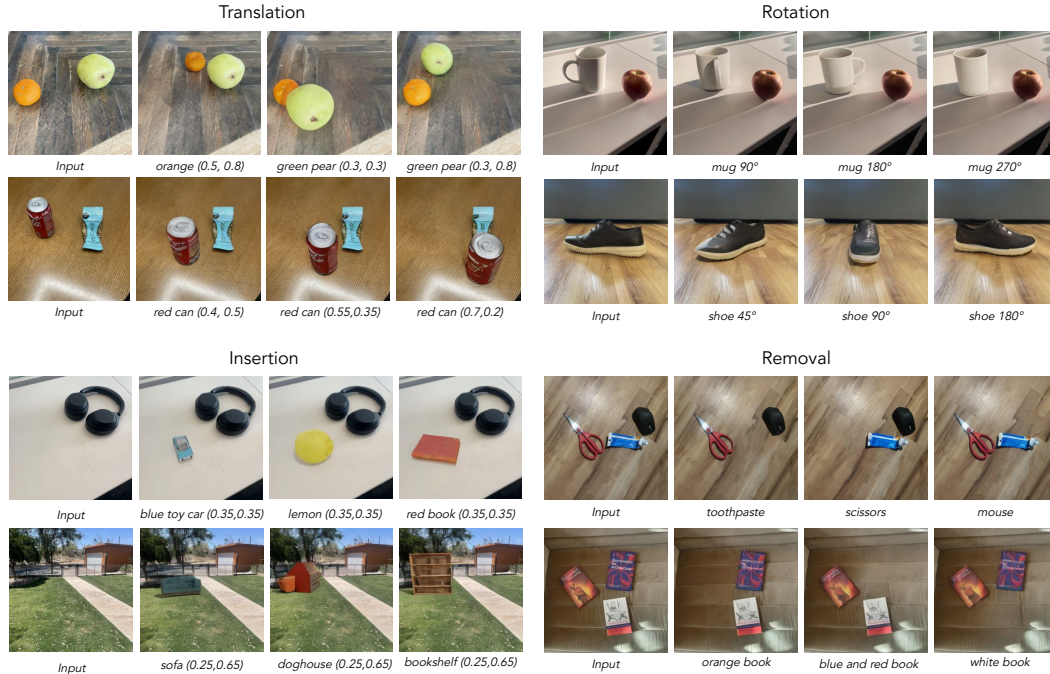 Translation
Rotation
Input
orange (0.5, 0.8)
green pear (0.3, 0.3)
green pear (0.3, 0.8)
Input
mug 90°
mug 180°
mug 270°
Input
red can (0.4, 0.5)
red can (0.55,0.35)
red can (0.7,0.2)
Input
shoe 45°
shoe 90°
shoe 180°
Insertion
Removal
Input
blue toy car (0.35,0.35)
lemon (0.35,0.35)
red book (0.35,0.35)
Input
toothpaste
scissors
mouse
Input
sofa (0.25,0.65)
doghouse (0.25,0.65)
bookshelf (0.25,0.65)
Input
orange book
blue and red book
white book